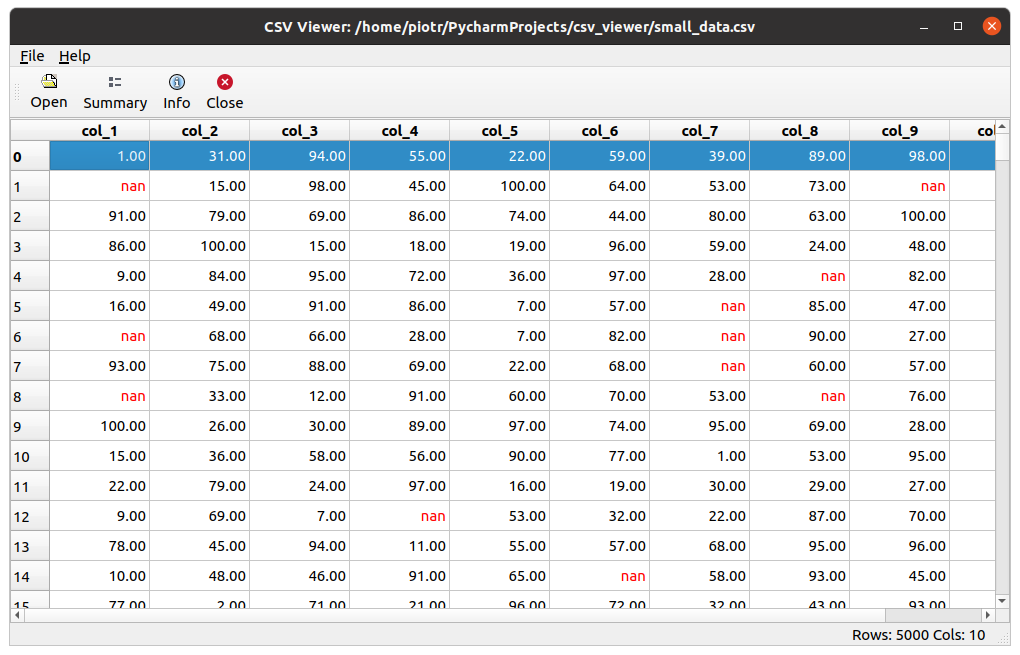 CSV Viewer: /home/piotr/PycharmProjects/csv_viewer/small_data.csv
File Help
Open Summary Info Close
col_1 col_2 col_3 col_4 col_5 col_6 col_7 col_8 col_9 col
0 1.00 31.00 94.00 55.00 22.00 59.00 39.00 89.00 98.00
1 nan 15.00 98.00 45.00 100.00 64.00 53.00 73.00 nan
2 91.00 79.00 69.00 86.00 74.00 44.00 80.00 63.00 100.00
3 86.00 100.00 15.00 18.00 19.00 96.00 59.00 24.00 48.00
4 9.00 84.00 95.00 72.00 36.00 97.00 28.00 nan 82.00
5 16.00 49.00 91.00 86.00 7.00 57.00 nan 85.00 47.00
6 nan 68.00 66.00 28.00 7.00 82.00 nan 90.00 27.00
7 93.00 75.00 88.00 69.00 22.00 68.00 nan 60.00 57.00
8 nan 33.00 12.00 91.00 60.00 70.00 53.00 nan 76.00
9 100.00 26.00 30.00 89.00 97.00 74.00 95.00 69.00 28.00
10 15.00 36.00 58.00 56.00 90.00 77.00 1.00 53.00 95.00
11 22.00 79.00 24.00 97.00 16.00 19.00 30.00 29.00 27.00
12 9.00 69.00 7.00 nan 53.00 32.00 22.00 87.00 70.00
13 78.00 45.00 94.00 11.00 55.00 57.00 68.00 95.00 96.00
14 10.00 48.00 46.00 91.00 65.00 nan 58.00 93.00 45.00
15 77.00 2.00 71.00 21.00 96.00 72.00 32.00 43.00 93.00
Rows: 5000 Cols: 10